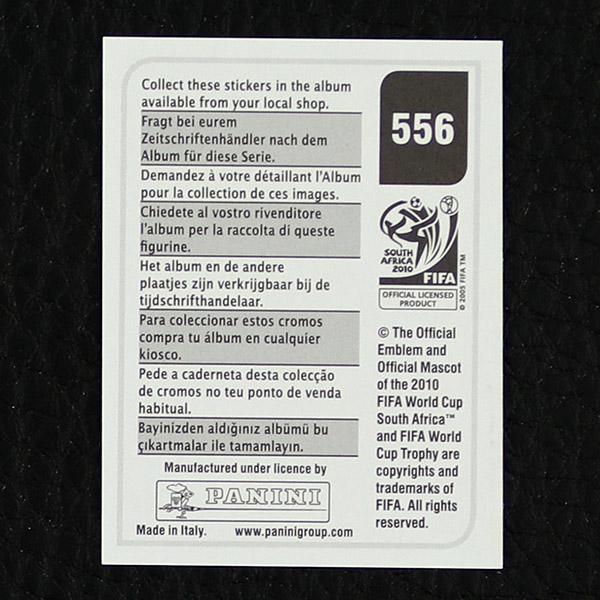 Collect these stickers in the album
available from your local shop.
Fragt bei eurem
Zeitschriftenhändler nach dem
Album für diese Serie.
Demandez à votre détaillant l'Album
pour la collection de ces images.
Chiedete al vostro rivenditore
l'album per la raccolta di queste
figurine.
Het album en de andere
plaatjes zijn verkrijgbaar bij de
tijdschrifthandelaar.
Para coleccionar estos cromos
compra tu álbum en cualquier
kiosco.
Pede a caderneta desta colecção
de cromos no teu ponto de venda
habitual.
Bayinizden aldığınız albümü bu
çıkartmalar ile tamamlayın.
Manufactured under licence by
PANINI
Made in Italy. www.paninigroup.com
556
SOUTH
AFRICA
2010
FIFA
OFFICIAL LICENSED
PRODUCT
© 2005 FIFA TM
© The Official
Emblem and
Official Mascot
of the 2010
FIFA World Cup
South Africa™
and FIFA World
Cup Trophy are
copyrights and
trademarks of
FIFA. All rights
reserved.